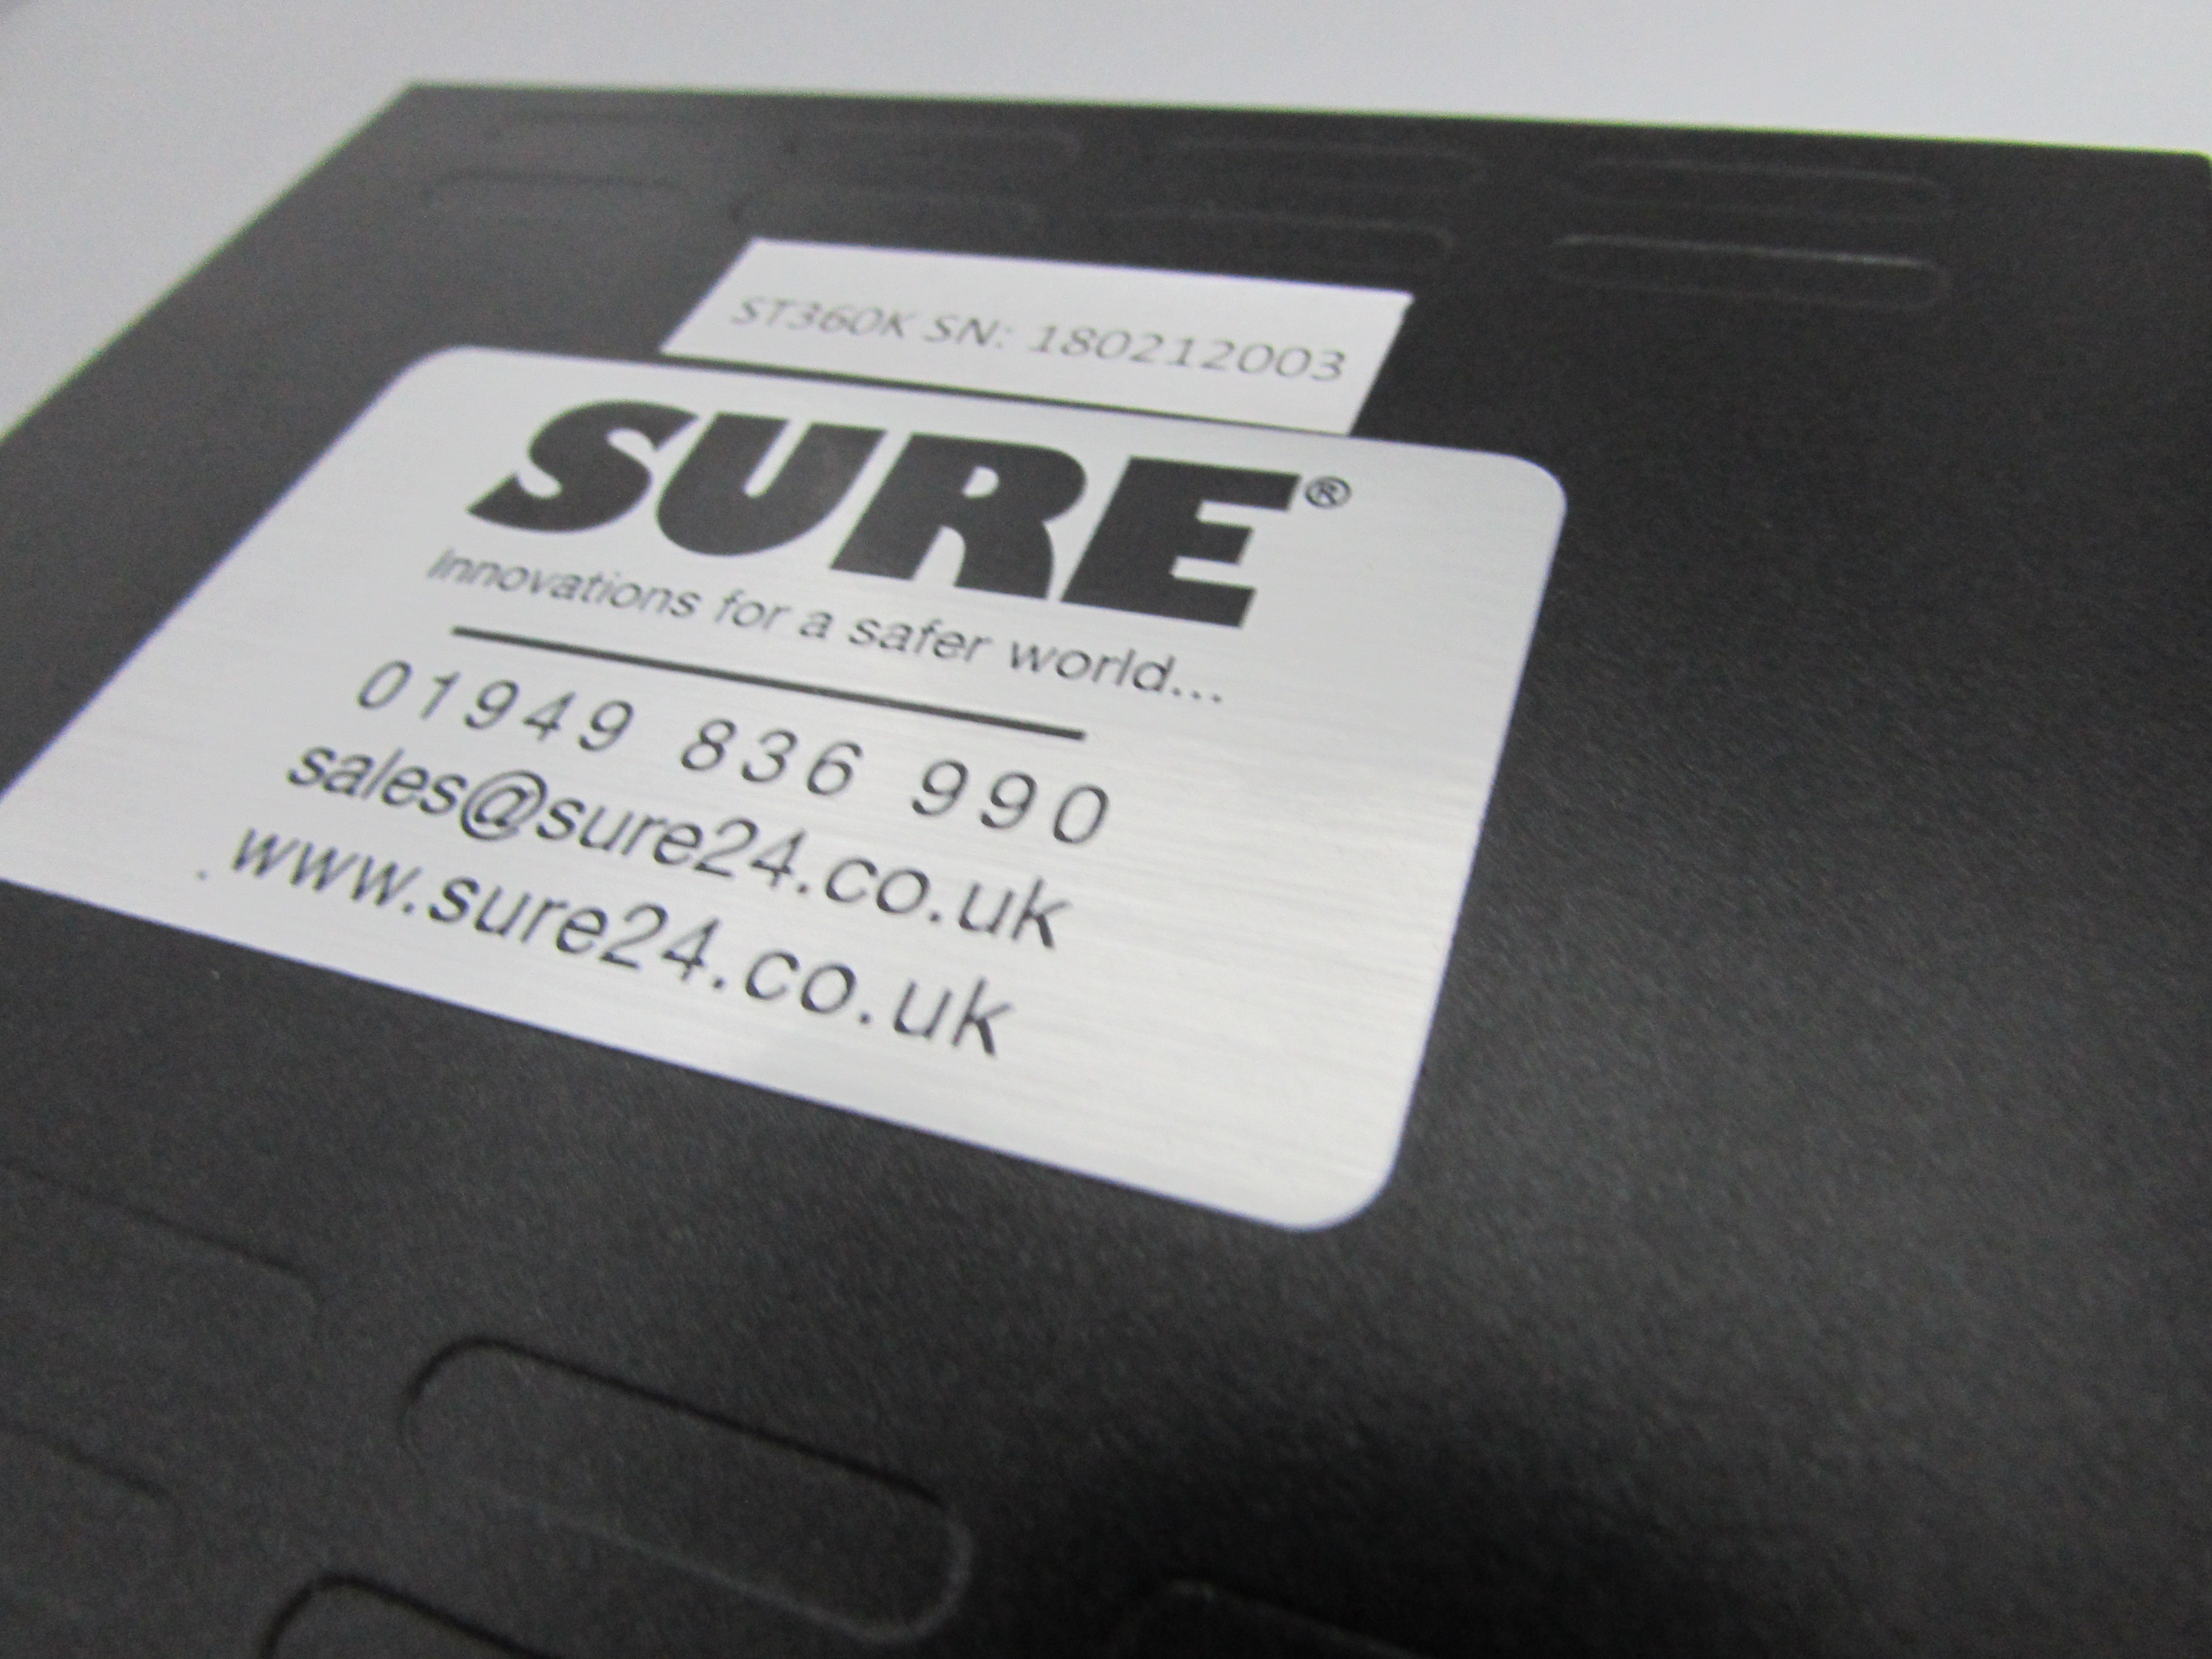 ST360K SN: 180212003
SURE®
Innovations for a safer world...
01949 836 990
sales@sure24.co.uk
www.sure24.co.uk